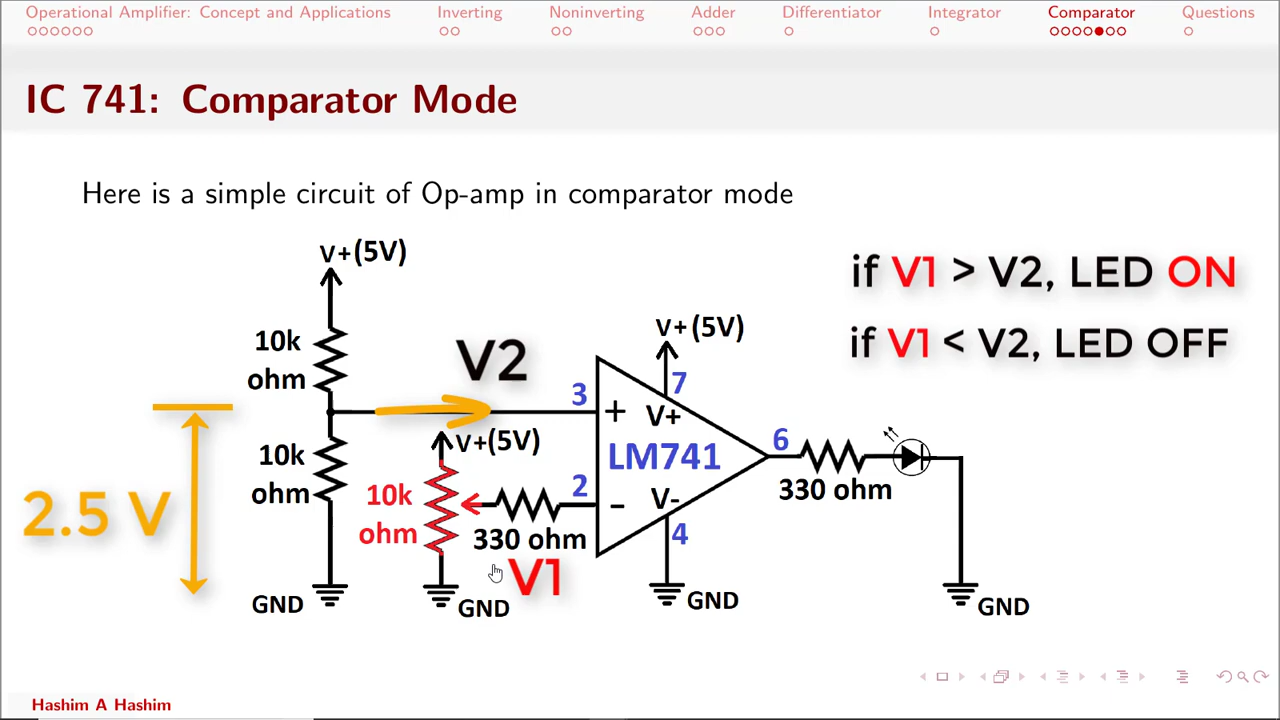 Operational Amplifier: Concept and Applications Inverting Noninverting Adder Differentiator Integrator Comparator Questions
IC 741: Comparator Mode
Here is a simple circuit of Op-amp in comparator mode
V+(5V)
if V1 > V2, LED ON
if V1 < V2, LED OFF
10k
ohm
V2
V+(5V)
3
7
+
V+
V+(5V)
10k
ohm
2.5 V
10k
ohm
330 ohm
V1
2
-
LM741
V-
4
6
330 ohm
GND
GND
GND
GND
Hashim A Hashim